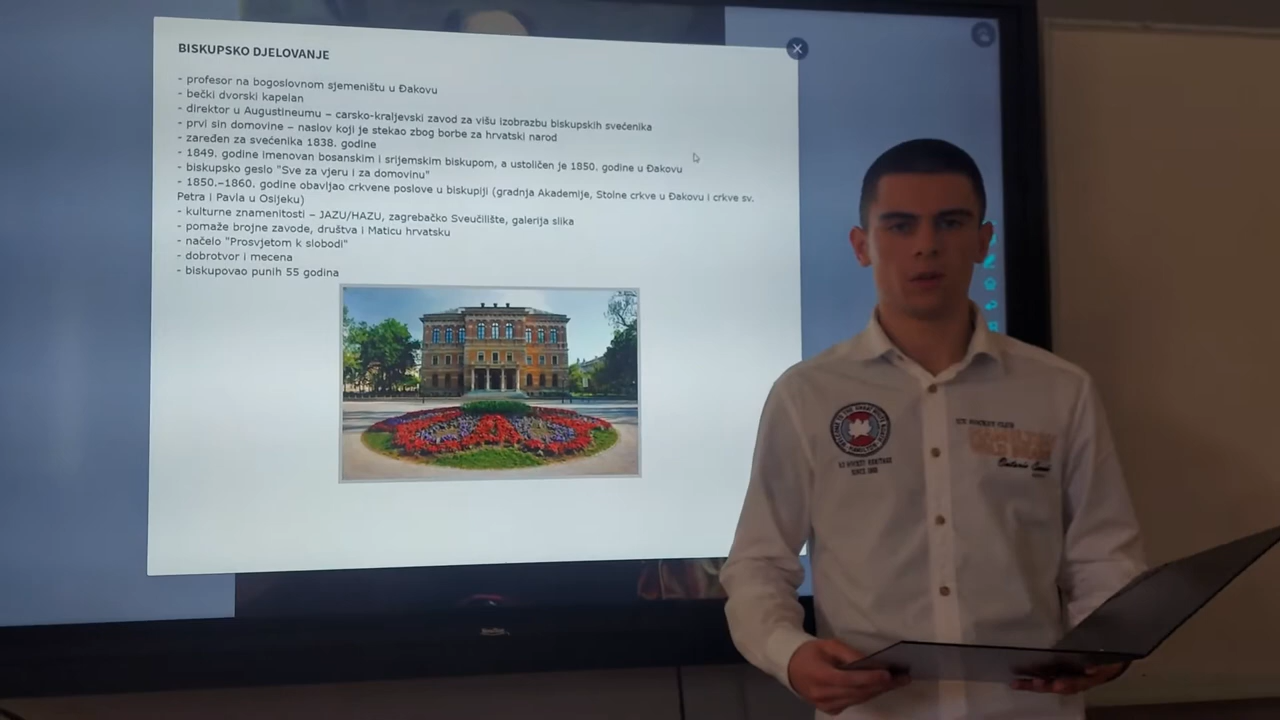 BISKUPSKO DJELOVANJE
- profesor na bogoslovnom sjemeništu u Đakovu
- bečki dvorski kapelan
- direktor u Augustineumu – carsko-kraljevski zavod za višu izobrazbu biskupskih svećenika
- prvi sin domovine – naslov koji je stekao zbog borbe za hrvatski narod
- zaređen za svećenika 1838. godine
- 1849. godine imenovan bosanskim i srijemskim biskupom, a ustoličen je 1850. godine u Đakovu
- biskupsko geslo "Sve za vjeru i za domovinu"
- 1850.–1860. godine obavljao crkvene poslove u biskupiji (gradnja Akademije, Stolne crkve u Đakovu i crkve sv.
Petra i Pavla u Osijeku)
- kulturne znamenitosti – JAZU/HAZU, zagrebačko Sveučilište, galerija slika
- pomaže brojne zavode, društva i Maticu hrvatsku
- načelo "Prosvjetom k slobodi"
- dobrotvor i mecena
- biskupovao punih 55 godina